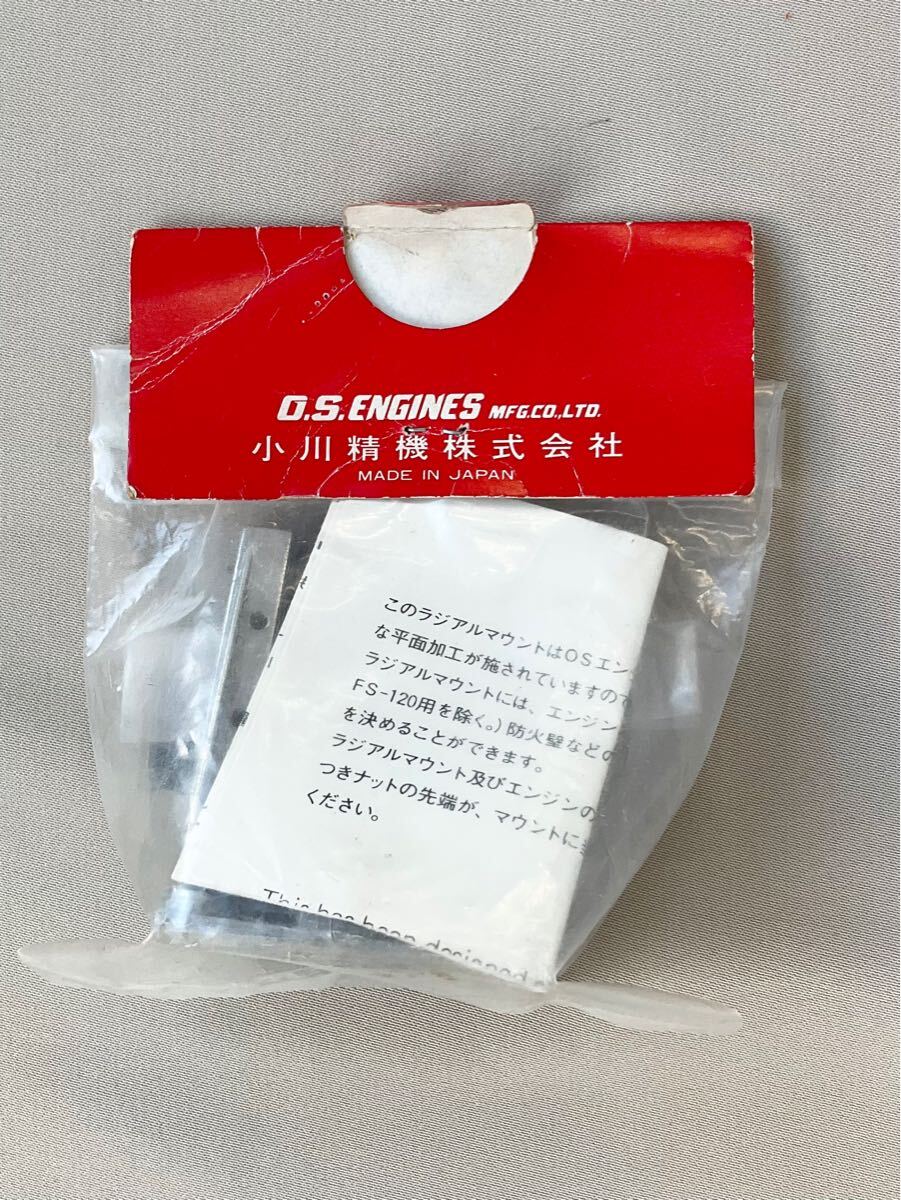 O.S.ENGINES MFG.CO.,LTD.
小川精機株式会社
MADE IN JAPAN
このラジアルマウントはOSエン
な平面加工が施されていますので
ラジアルマウントには、エンジン
FS-120用を除く。)防火壁などの
を決めることができます。
ラジアルマウント及びエンジンの
つきナットの先端が、マウントに
ください。
This has been designed